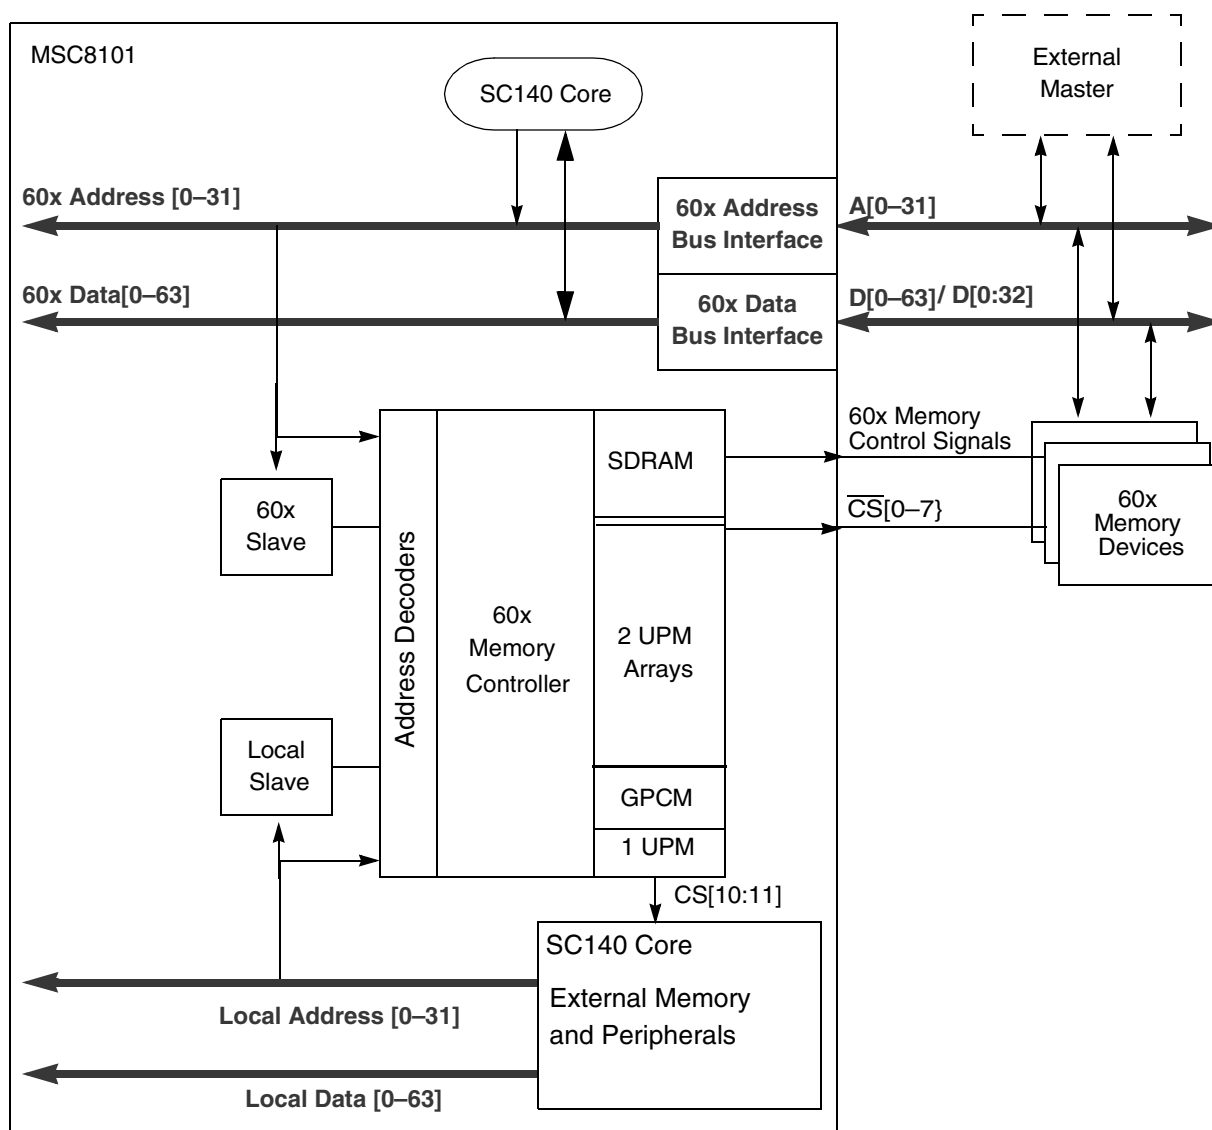 MSC8101
SC140 Core
External
Master
60x Address [0–31]
60x Address
Bus Interface
A[0–31]
60x Data[0–63]
60x Data
Bus Interface
D[0–63]/ D[0:32]
60x Memory
Control Signals
SDRAM
CS[0–7}
60x
Slave
60x
Memory
Devices
Address Decoders
60x
Memory
Controller
2 UPM
Arrays
Local
Slave
GPCM
1 UPM
CS[10:11]
SC140 Core
External Memory
and Peripherals
Local Address [0–31]
Local Data [0–63]